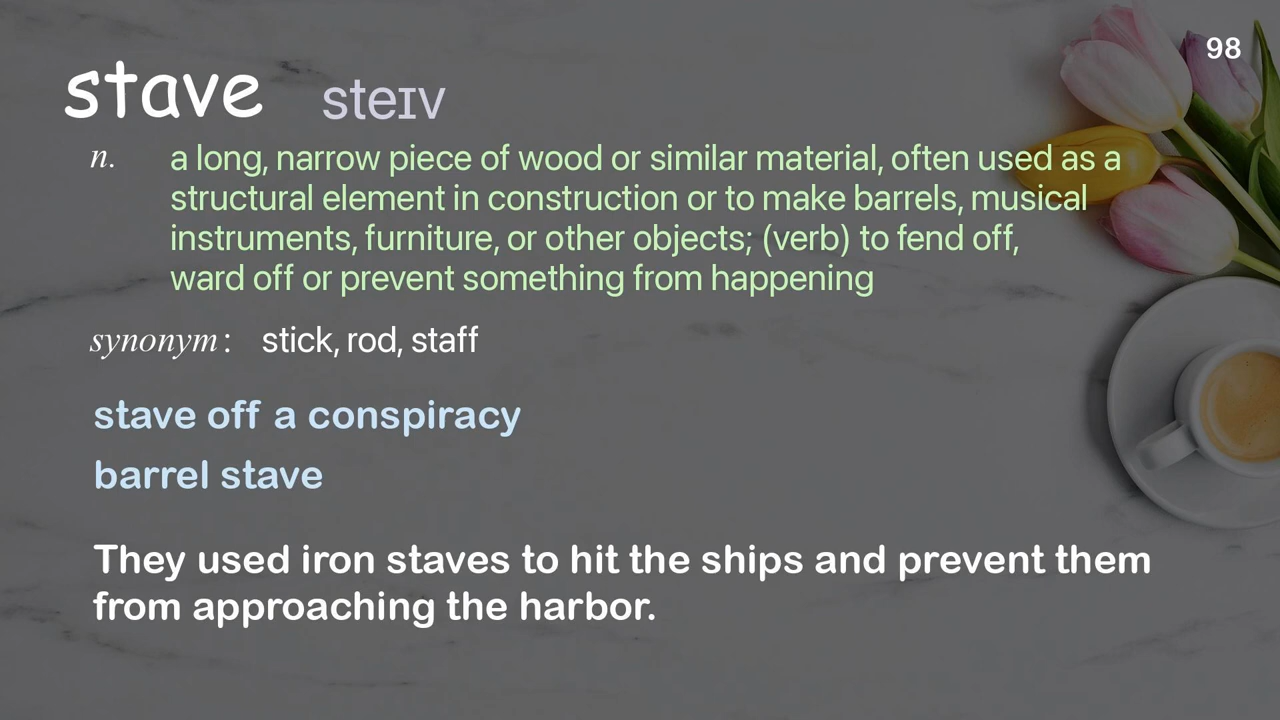 98
stave steɪv
n. a long, narrow piece of wood or similar material, often used as a
structural element in construction or to make barrels, musical
instruments, furniture, or other objects; (verb) to fend off,
ward off or prevent something from happening
synonym: stick, rod, staff
stave off a conspiracy
barrel stave
They used iron staves to hit the ships and prevent them
from approaching the harbor.